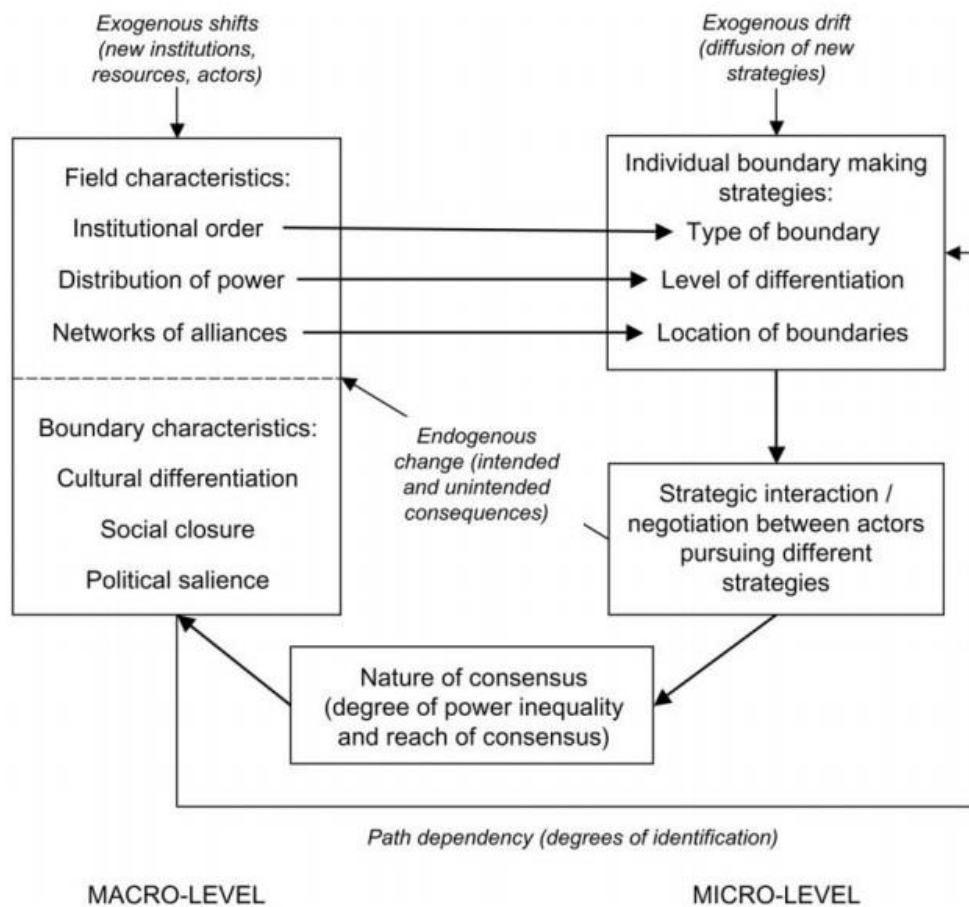 Exogenous shifts
(new institutions,
resources, actors)
Exogenous drift
(diffusion of new
strategies)
Field characteristics:
Institutional order
Distribution of power
Networks of alliances
Individual boundary making
strategies:
Type of boundary
Level of differentiation
Location of boundaries
Boundary characteristics:
Cultural differentiation
Social closure
Political salience
Endogenous
change (intended
and unintended
consequences)
Strategic interaction /
negotiation between actors
pursuing different
strategies
Nature of consensus
(degree of power inequality
and reach of consensus)
Path dependency (degrees of identification)
MACRO-LEVEL
MICRO-LEVEL